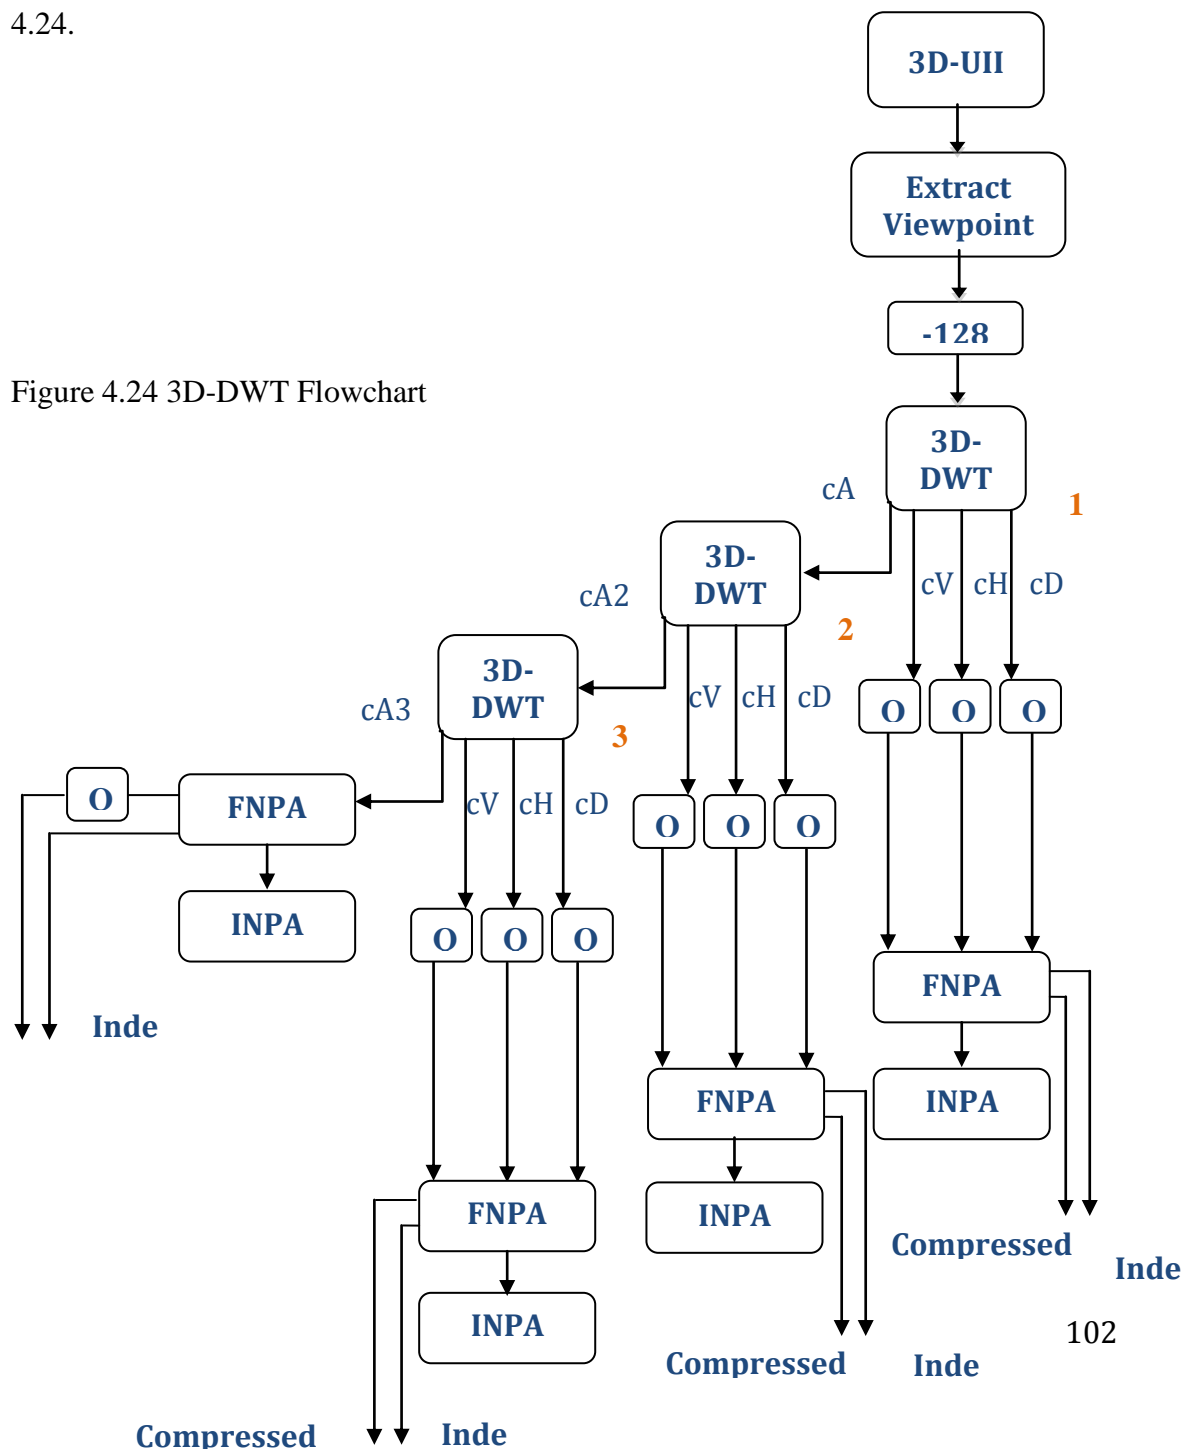 4.24.
3D-UII
Extract
Viewpoint
-128
Figure 4.24 3D-DWT Flowchart
3D-
DWT
cA
1
3D-
DWT
cV cH cD
cA2
2
3D-
DWT
cV cH cD
O O O
cA3
3
O
FNPA
cV cH cD
O O O
INPA
O O O
FNPA
Inde
FNPA
INPA
FNPA
INPA
Compressed
Inde
INPA
102
Compressed
Inde
Compressed
Inde